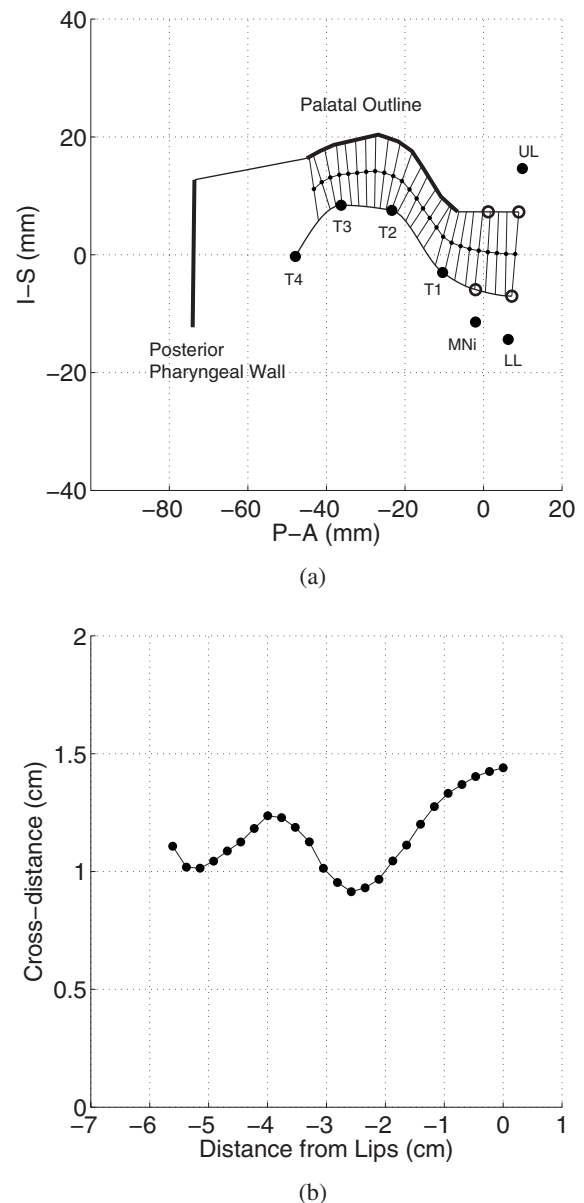 40
20
0
−20
−40
I−S (mm)
Palatal Outline
UL
T3
T2
T4
T1
MNi
LL
Posterior
Pharyngeal Wall
−80
−60
−40
−20
0
20
P−A (mm)
(a)
2
1.5
1
0.5
0
Cross−distance (cm)
−7
−6
−5
−4
−3
−2
−1
0
1
Distance from Lips (cm)
(b)